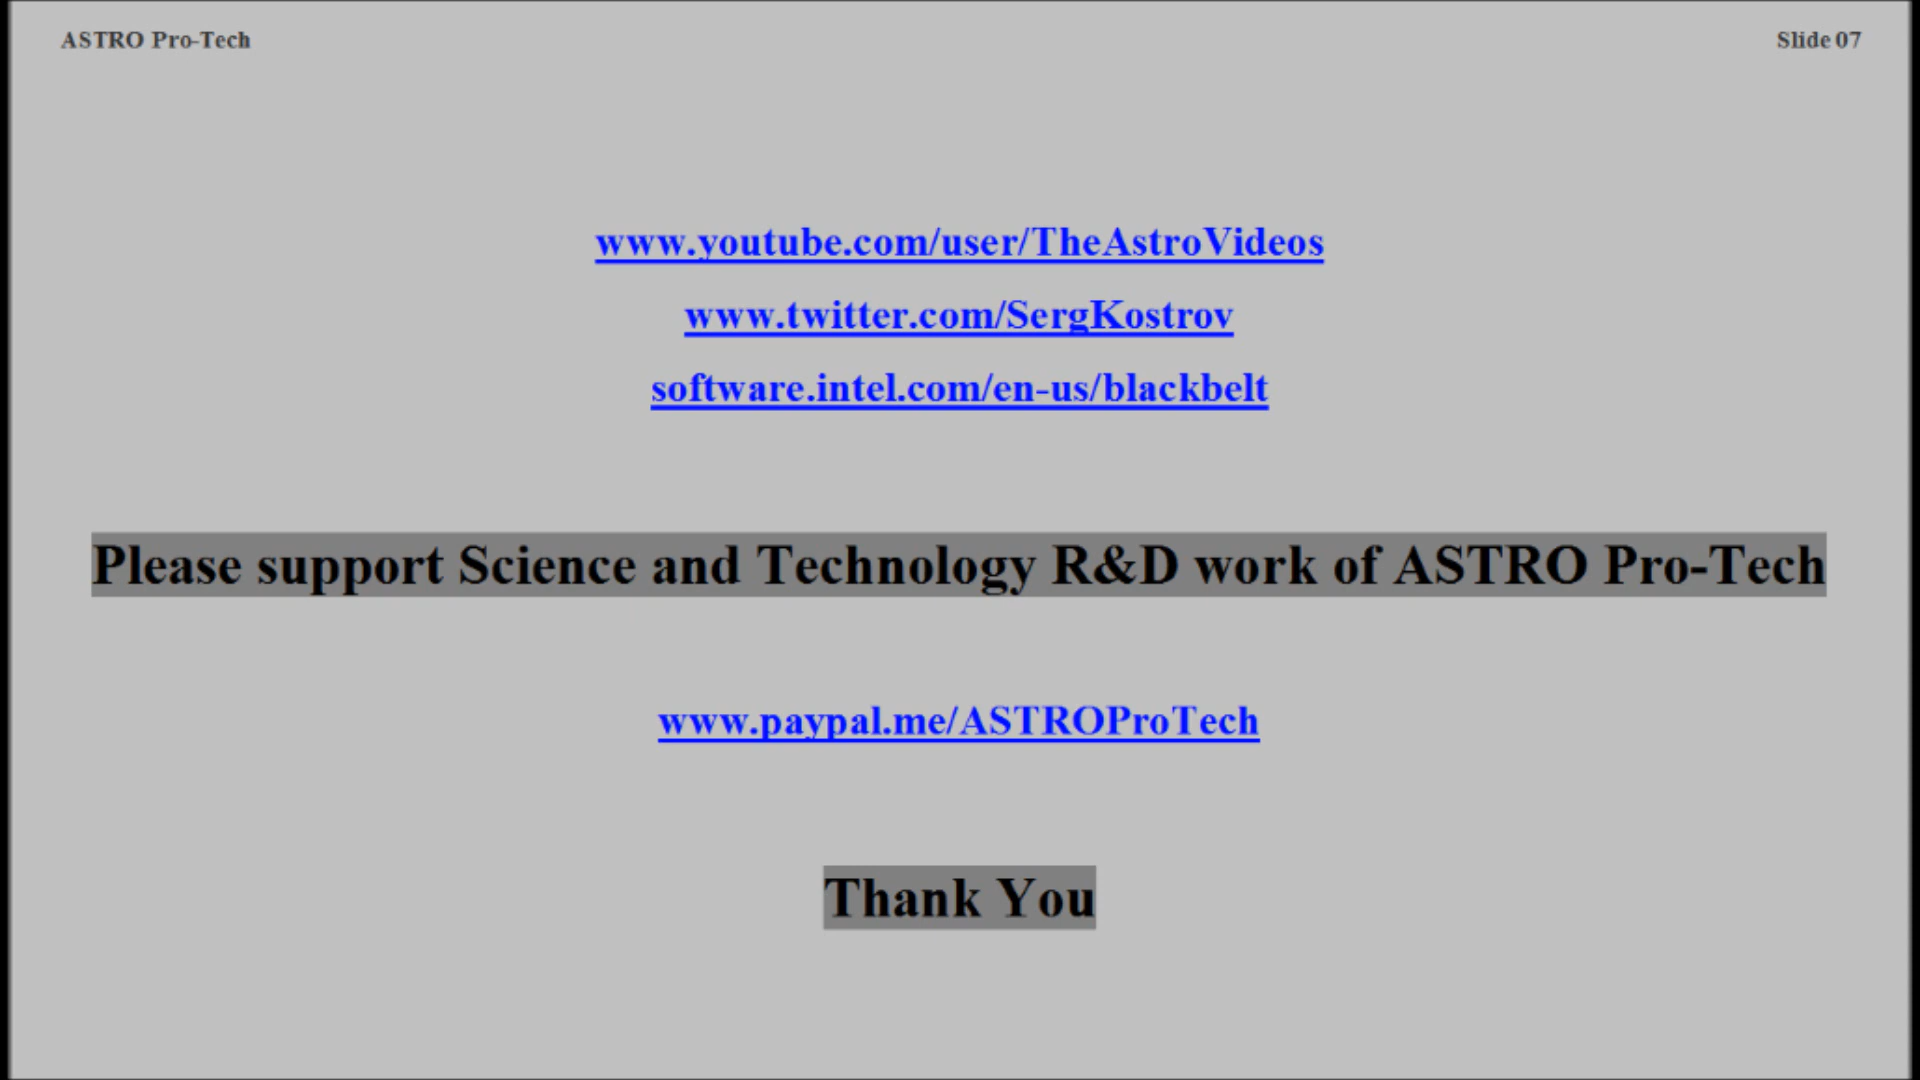 ASTRO Pro-Tech
Slide 07
www.youtube.com/user/TheAstroVideos
www.twitter.com/SergKostrov
software.intel.com/en-us/blackbelt
Please support Science and Technology R&D work of ASTRO Pro-Tech
www.paypal.me/ASTROProTech
Thank You